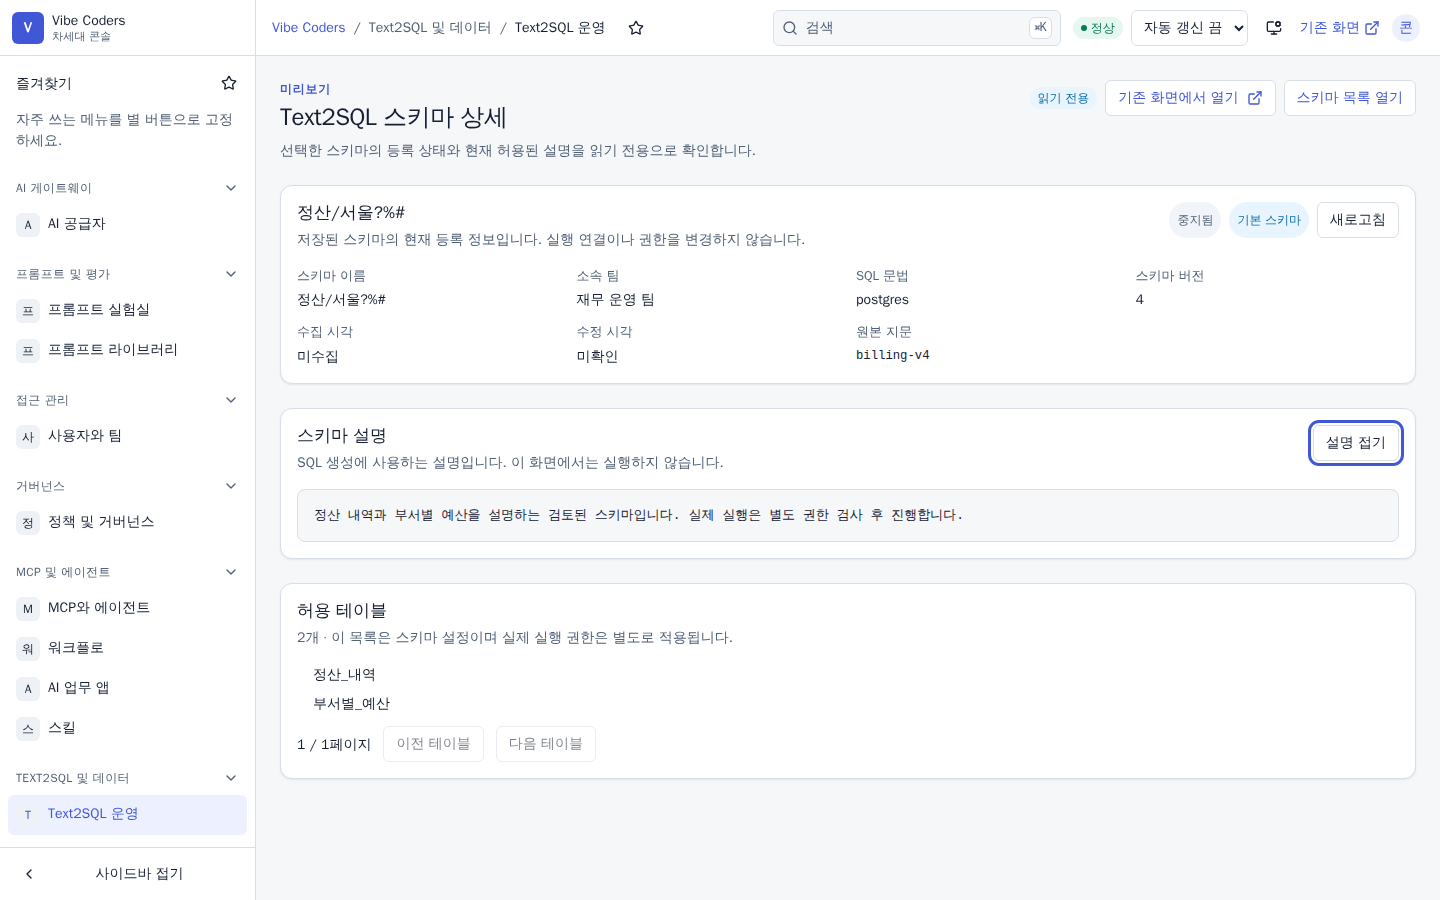 V
Vibe Coders
차세대 콘솔
Vibe Coders / Text2SQL 및 데이터 / Text2SQL 운영
검색 ⌘K
정상
자동 갱신 끔
기존 화면
콘
즐겨찾기
자주 쓰는 메뉴를 별 버튼으로 고정
하세요.
AI 게이트웨이
A AI 공급자
프롬프트 및 평가
프 프롬프트 실험실
프 프롬프트 라이브러리
접근 관리
사 사용자와 팀
거버넌스
정 정책 및 거버넌스
MCP 및 에이전트
M MCP와 에이전트
워 워크플로
A AI 업무 앱
스 스킬
TEXT2SQL 및 데이터
T Text2SQL 운영
사이드바 접기
미리보기
Text2SQL 스키마 상세
선택한 스키마의 등록 상태와 현재 허용된 설명을 읽기 전용으로 확인합니다.
읽기 전용
기존 화면에서 열기
스키마 목록 열기
정산/서울?%#
저장된 스키마의 현재 등록 정보입니다. 실행 연결이나 권한을 변경하지 않습니다.
중지됨
기본 스키마
새로고침
스키마 이름 소속 팀 SQL 문법 스키마 버전
정산/서울?%# 재무 운영 팀 postgres 4
수집 시각 수정 시각 원본 지문
미수집 미확인 billing-v4
스키마 설명
SQL 생성에 사용하는 설명입니다. 이 화면에서는 실행하지 않습니다.
설명 접기
정산 내역과 부서별 예산을 설명하는 검토된 스키마입니다. 실제 실행은 별도 권한 검사 후 진행합니다.
허용 테이블
2개 · 이 목록은 스키마 설정이며 실제 실행 권한은 별도로 적용됩니다.
정산_내역
부서별_예산
1 / 1페이지 이전 테이블 다음 테이블